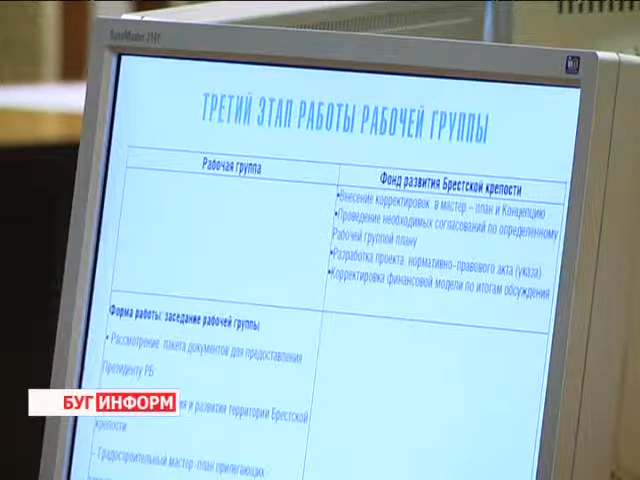 SyncMaster
ТРЕТИЙ ЭТАП РАБОТЫ РАБОЧЕЙ ГРУППЫ
Рабочая группа
Фонд развития Брестской крепости
•Внесение корректировок в мастер – план и Концепцию
•Проведение необходимых согласований по определенному
Рабочей группой плану
•Разработка проекта нормативно-правового акта (указа)
•Корректировка финансовой модели по итогам обсуждения
Форма работы: заседание рабочей группы
• Рассмотрение пакета документов для предоставления
Президенту РБ:
и развития территории Брестской
крепости
– Градостроительный мастер-план прилегающих
БУГИНФОРМ